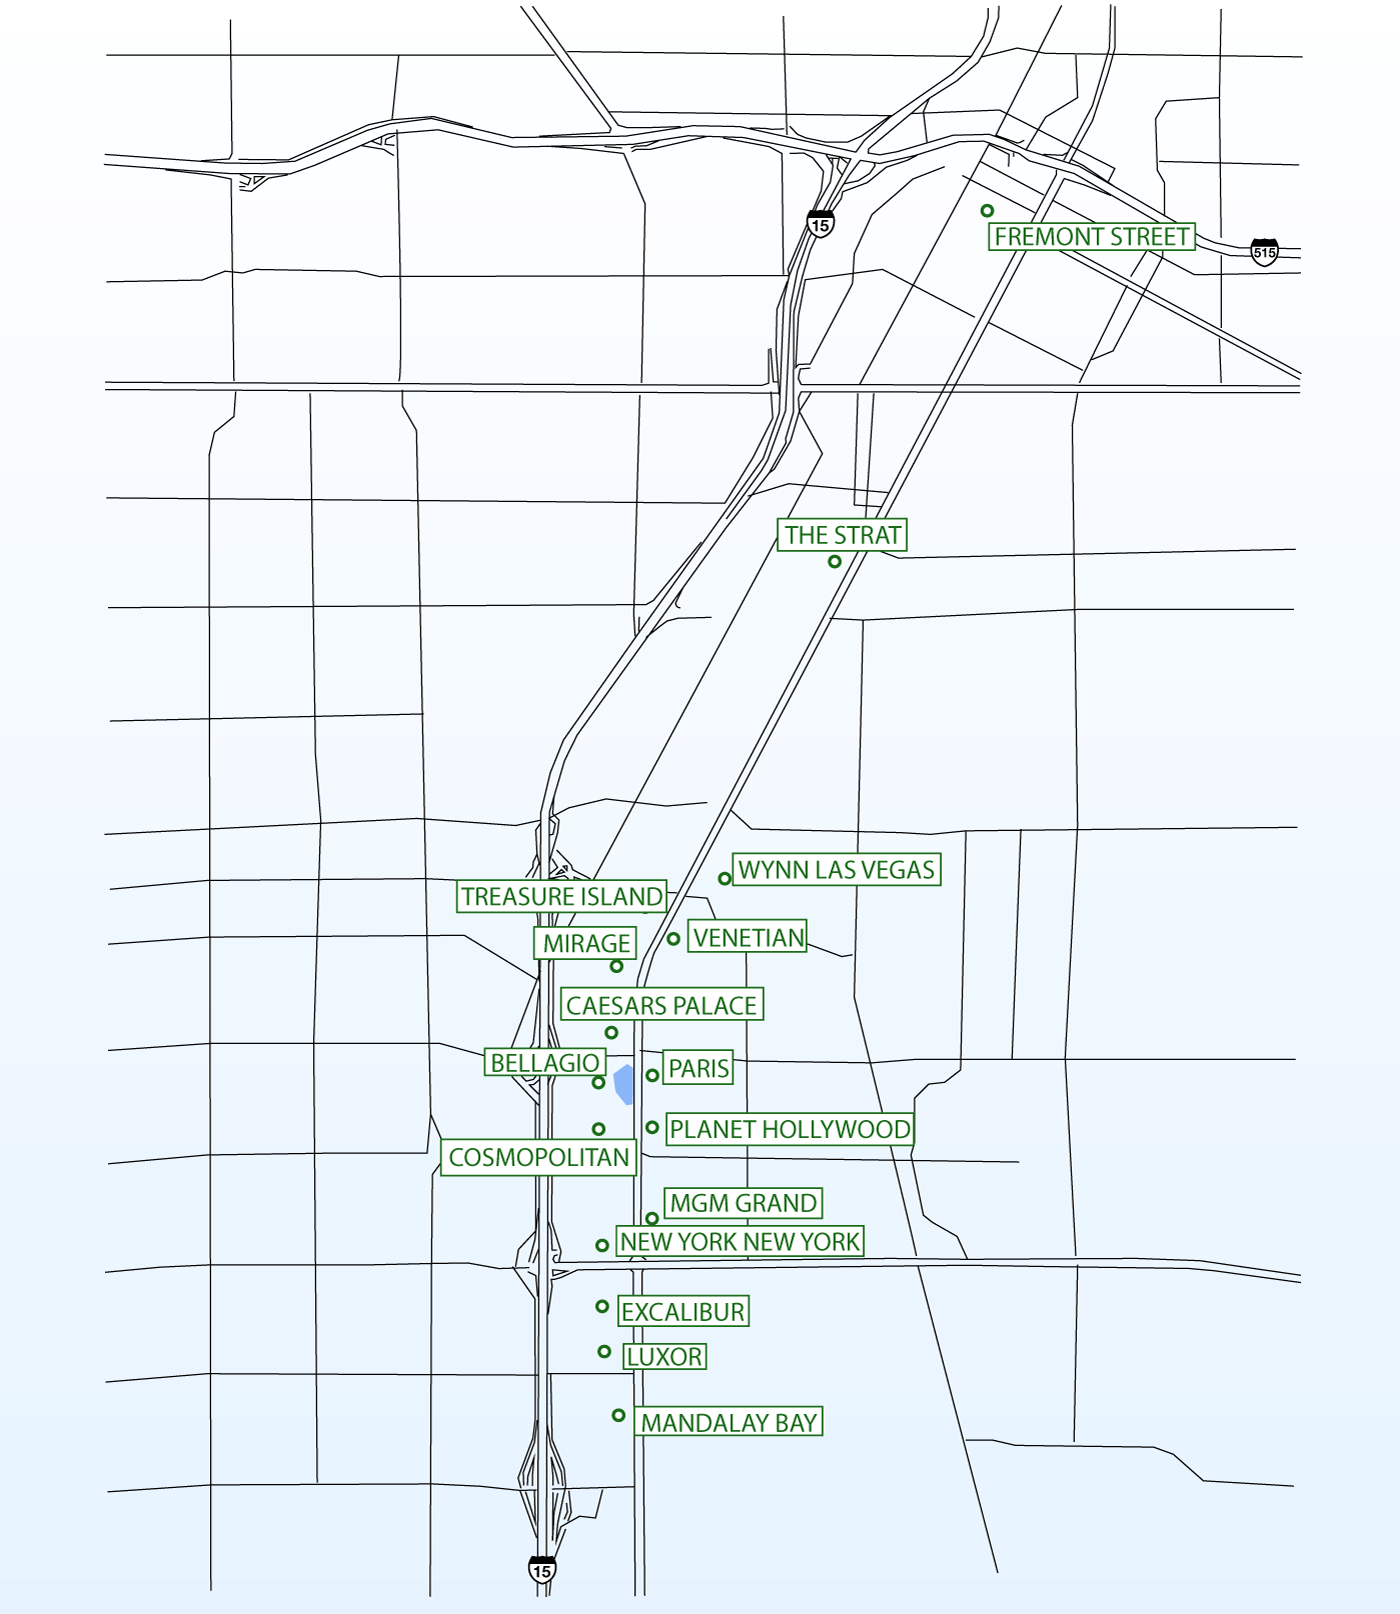 15
FREMONT STREET
515
THE STRAT
WYNN LAS VEGAS
TREASURE ISLAND
VENETIAN
MIRAGE
CAESARS PALACE
BELLAGIO
PARIS
PLANET HOLLYWOOD
COSMOPOLITAN
MGM GRAND
NEW YORK NEW YORK
EXCALIBUR
LUXOR
MANDALAY BAY
15